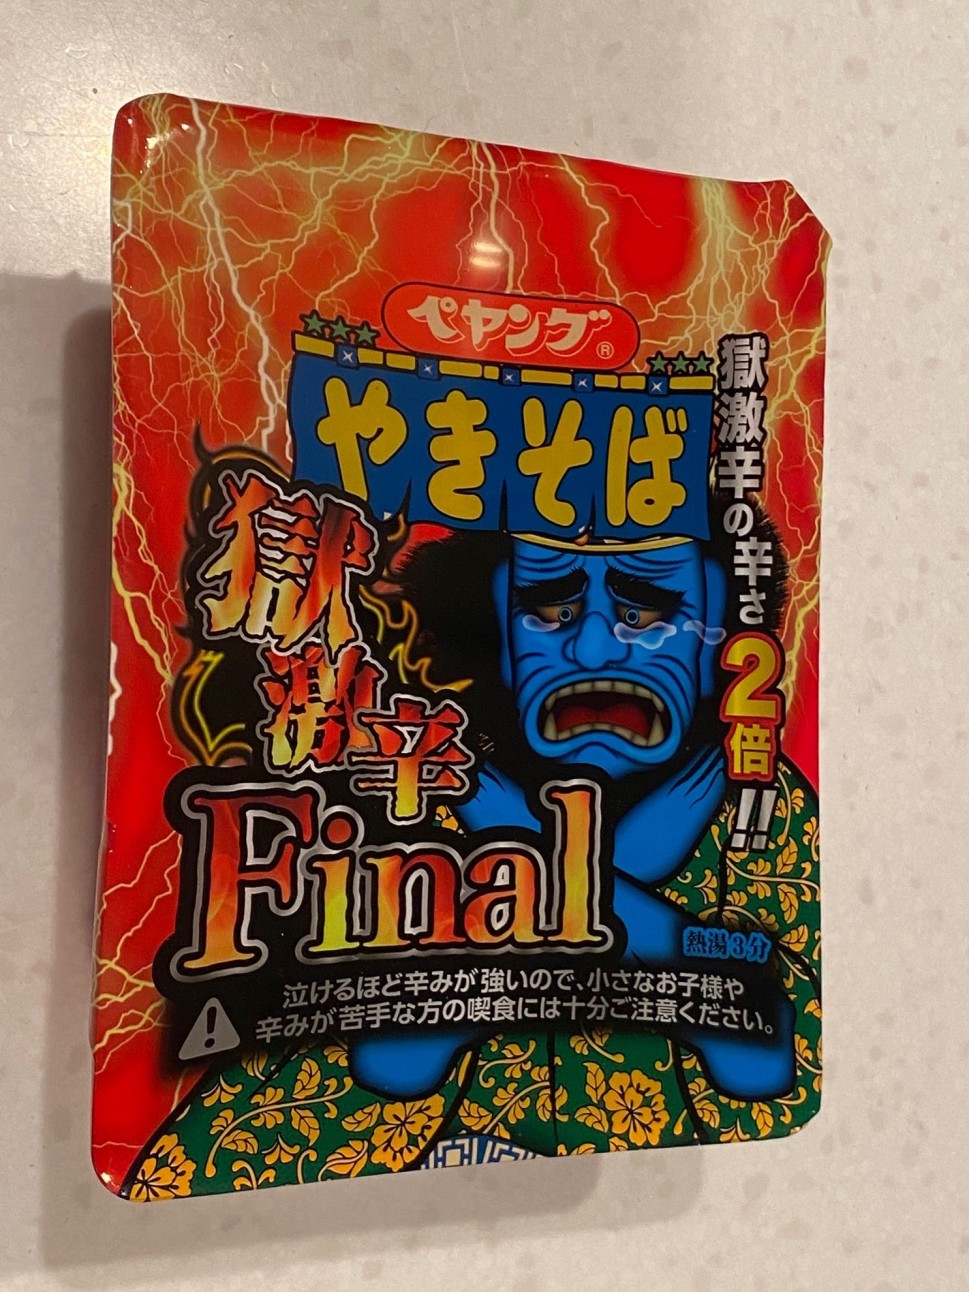 ペヤング®
やきそば
獄激辛の辛さ2倍!!
獄激辛
Final
熱湯3分
泣けるほど辛みが強いので、小さなお子様や
辛みが苦手な方の喫食には十分ご注意ください。